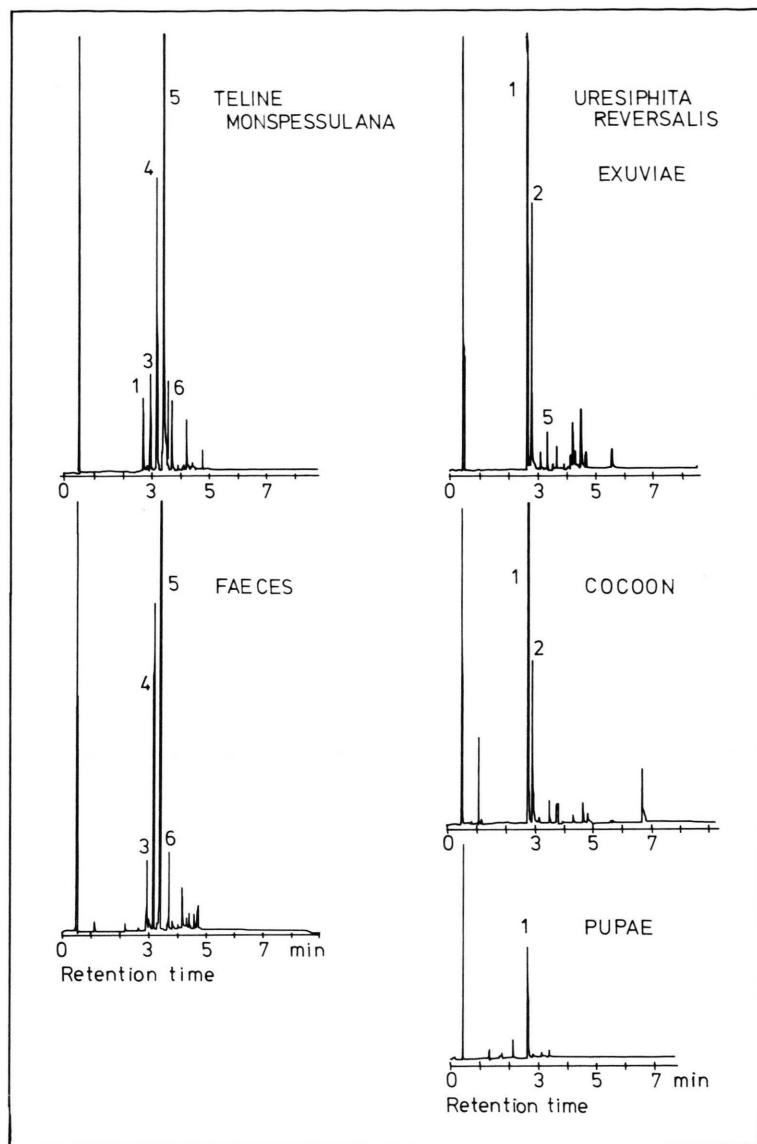 TELINE
MONSPESSULANA
5
4
3
1
6
0 3 5 7
URESIPHITA
REVERSALIS
EXUVIAE
1
2
5
0 3 5 7
FAECES
5
4
3
6
0 3 5 7 min
Retention time
COCOON
1
2
0 3 5 7
PUPAE
1
0 3 5 7 min
Retention time